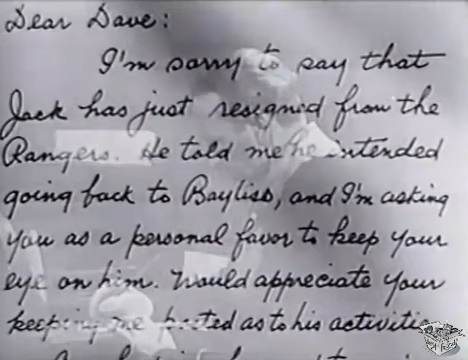 Dear Dave:
I'm sorry to say that
Jack has just resigned from the
Rangers. He told me he intended
going back to Bayliss, and I'm asking
you as a personal favor to keep your
eye on him. Would appreciate your
keeping me posted as to his activities